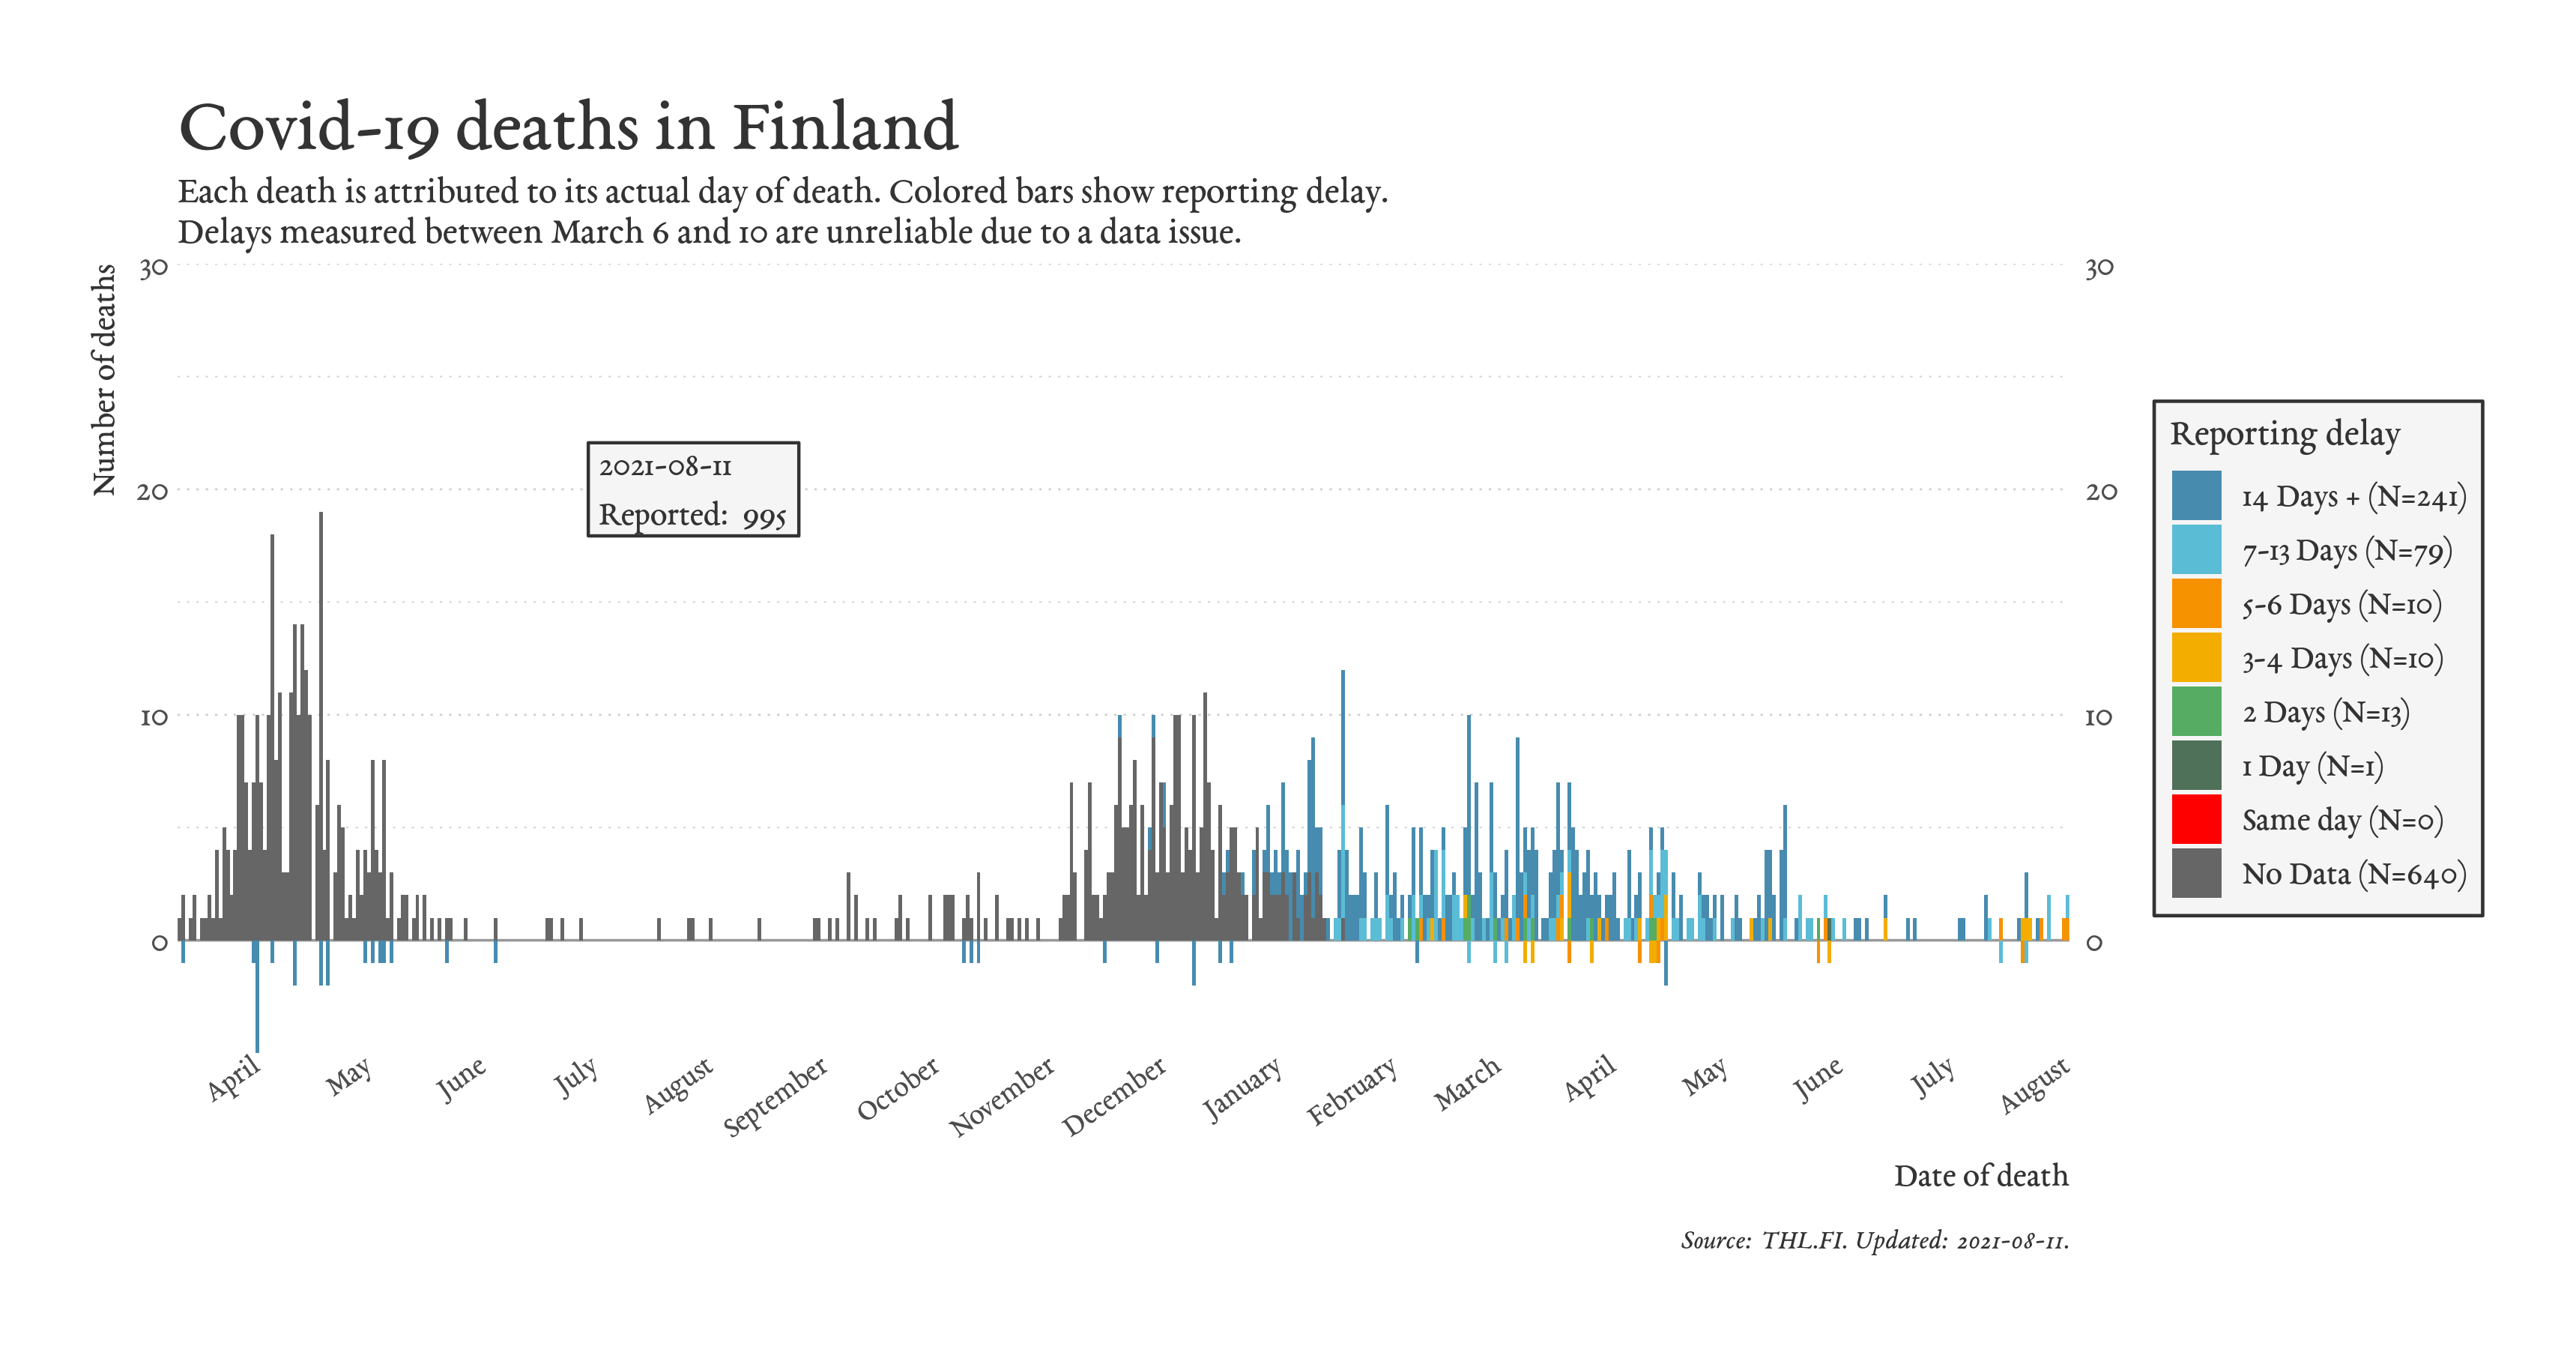 Covid-19 deaths in Finland
Each death is attributed to its actual day of death. Colored bars show reporting delay.
Delays measured between March 6 and 10 are unreliable due to a data issue.
Number of deaths
30
20
10
0
30
20
10
0
2021-08-11
Reported: 995
Reporting delay
14 Days + (N=241)
7-13 Days (N=79)
5-6 Days (N=10)
3-4 Days (N=10)
2 Days (N=13)
1 Day (N=1)
Same day (N=0)
No Data (N=640)
April
May
June
July
August
September
October
November
December
January
February
March
April
May
June
July
August
Date of death
Source: THL.FI. Updated: 2021-08-11.